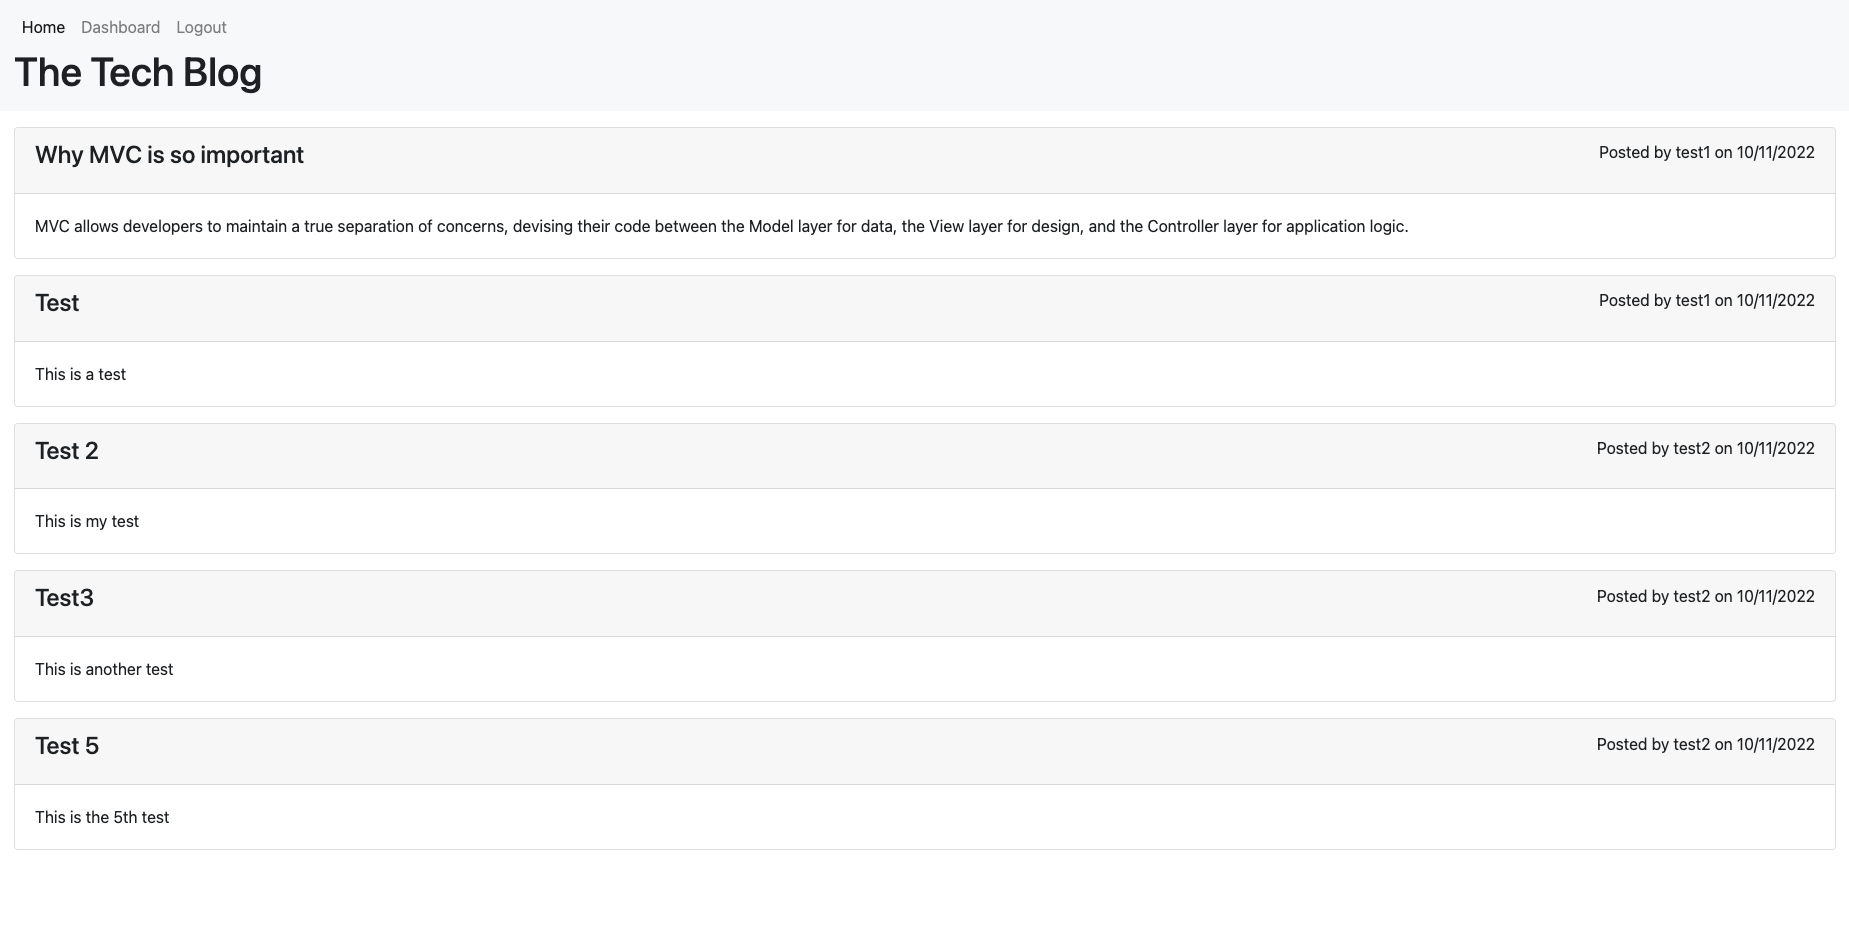 Home Dashboard Logout
The Tech Blog
Why MVC is so important
Posted by test1 on 10/11/2022
MVC allows developers to maintain a true separation of concerns, devising their code between the Model layer for data, the View layer for design, and the Controller layer for application logic.
Test
Posted by test1 on 10/11/2022
This is a test
Test 2
Posted by test2 on 10/11/2022
This is my test
Test3
Posted by test2 on 10/11/2022
This is another test
Test 5
Posted by test2 on 10/11/2022
This is the 5th test